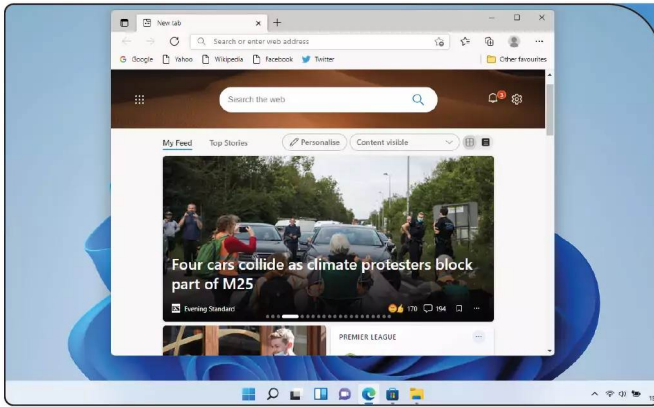 New tab
Search or enter web address
Google Yahoo Wikipedia Facebook Twitter Other favourites
Search the web
3
My Feed Top Stories Personalise Content visible
Four cars collide as climate protesters block
part of M25
ES Evening Standard 170 194
PREMIER LEAGUE